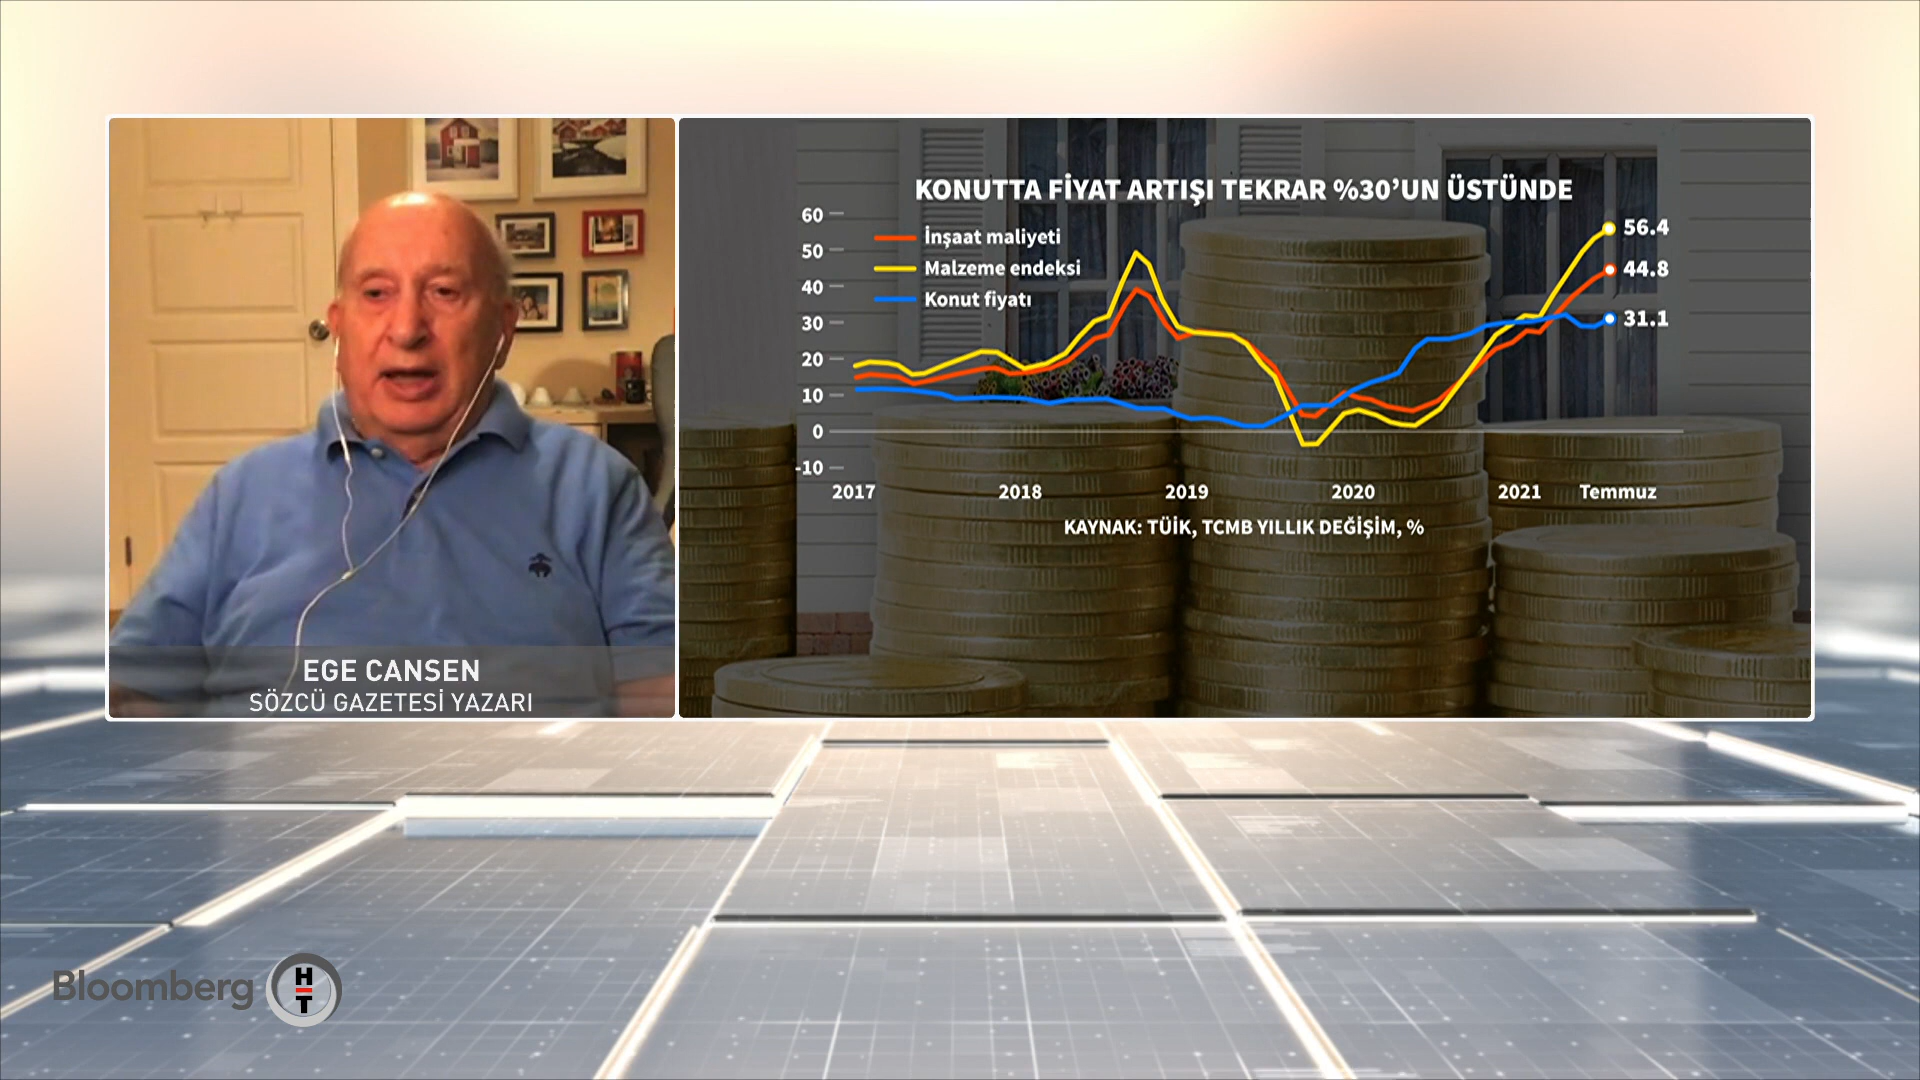 KONUTTA FİYAT ARTIŞI TEKRAR %30’UN ÜSTÜNDE
60
50
40
30
20
10
0
-10
İnşaat maliyeti
Malzeme endeksi
Konut fiyatı
56.4
44.8
31.1
2017 2018 2019 2020 2021 Temmuz
KAYNAK: TÜİK, TCMB YILLIK DEĞİŞİM, %
EGE CANSEN
SÖZCÜ GAZETESİ YAZARI
Bloomberg HT